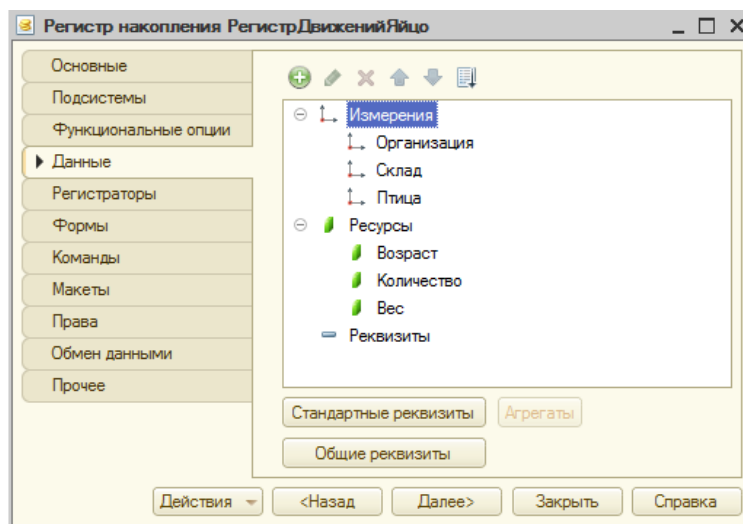 Регистр накопления РегистрДвиженийЯйцо
Основные
Подсистемы
Функциональные опции
Данные
Регистраторы
Формы
Команды
Макеты
Права
Обмен данными
Прочее
Измерения
Организация
Склад
Птица
Ресурсы
Возраст
Количество
Вес
Реквизиты
Стандартные реквизиты
Агрегаты
Общие реквизиты
Действия
<Назад
Далее>
Закрыть
Справка